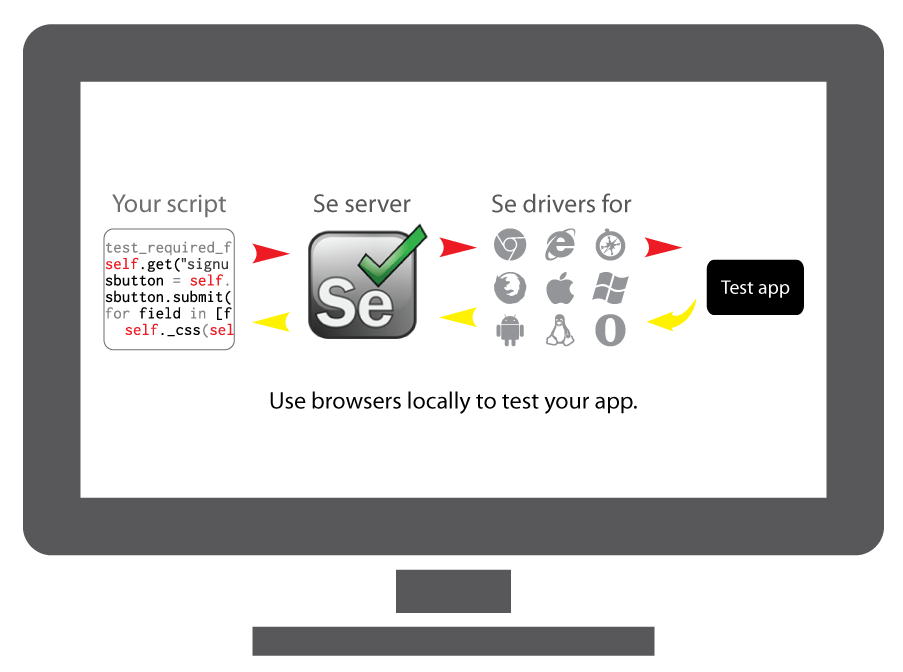 Your script
Se server
Se drivers for
test_required_f
self.get("signu
sbutton = self.
sbutton.submit(
for field in [f
self._css(sel
Se
Test app
Use browsers locally to test your app.